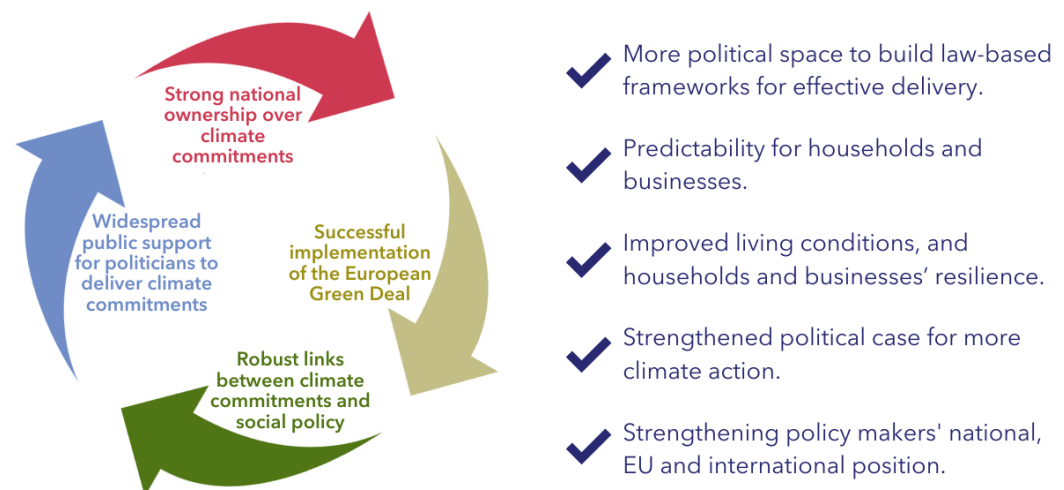 Strong national
ownership over
climate
commitments
Successful
implementation
of the European
Green Deal
Robust links
between climate
commitments and
social policy
Widespread
public support
for politicians to
deliver climate
commitments
More political space to build law-based
frameworks for effective delivery.
Predictability for households and
businesses.
Improved living conditions, and
households and businesses’ resilience.
Strengthened political case for more
climate action.
Strengthening policy makers' national,
EU and international position.